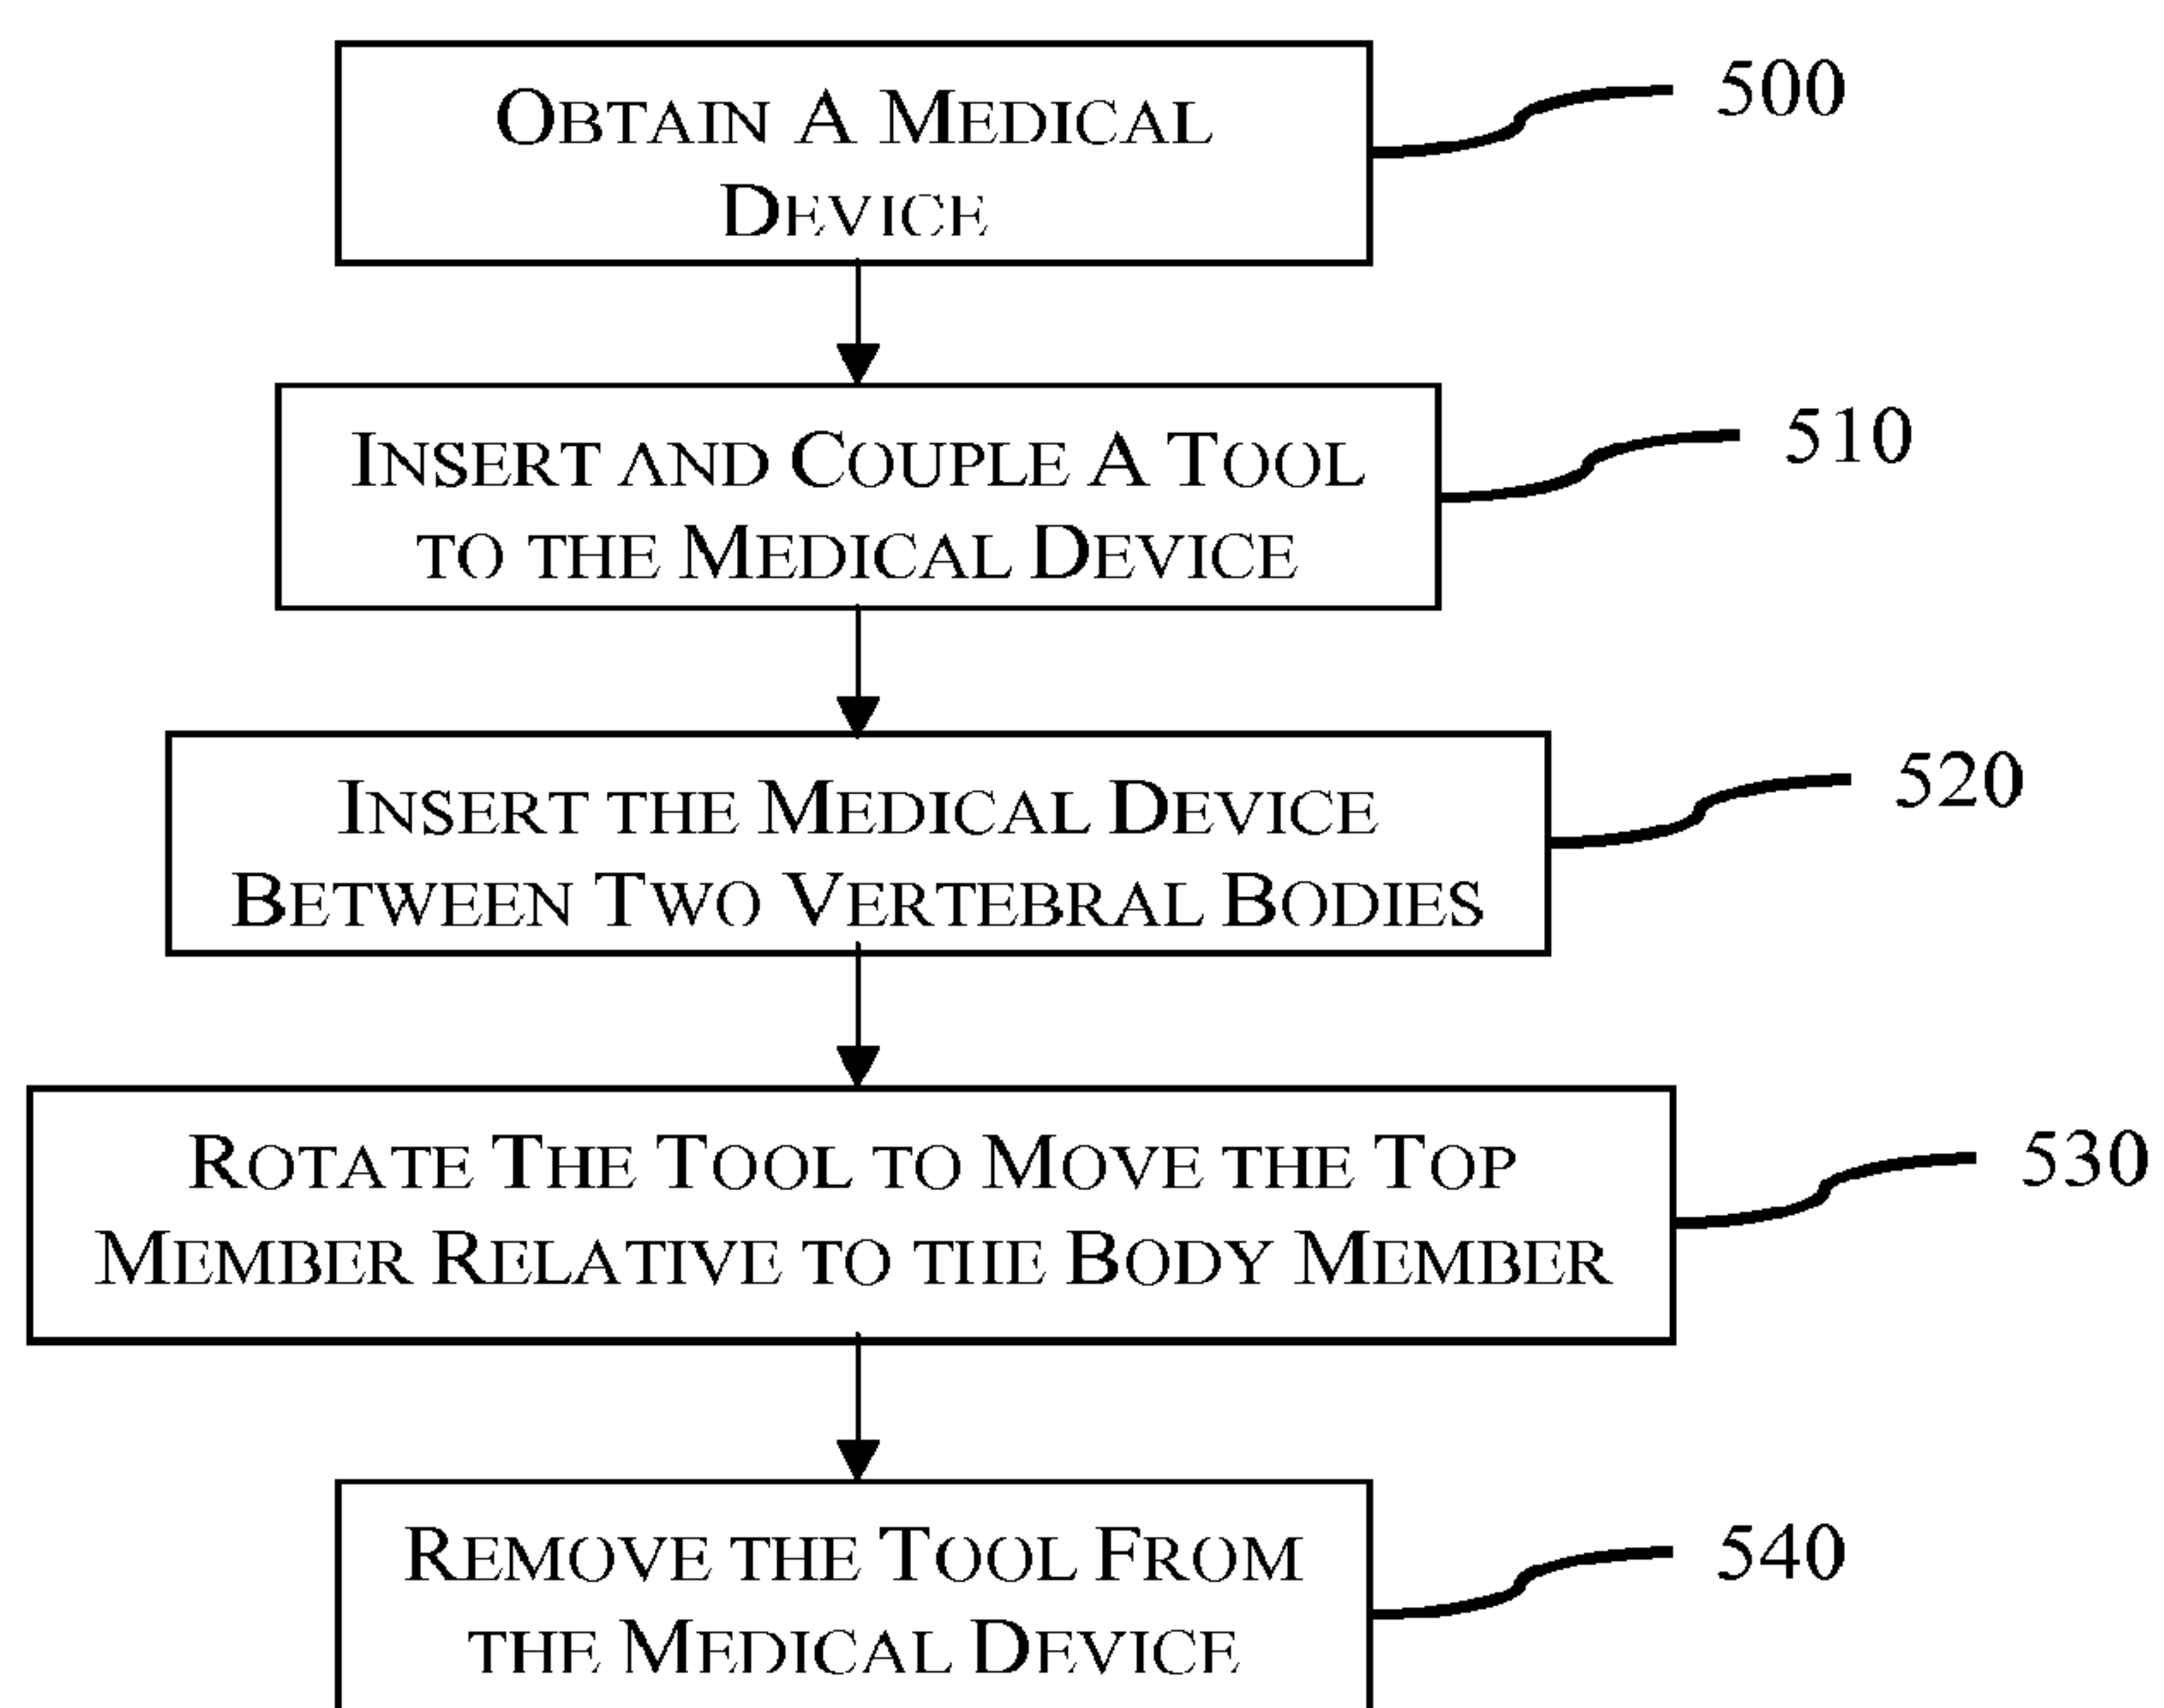 OBTAIN A MEDICAL
DEVICE
500
INSERT AND COUPLE A TOOL
TO THE MEDICAL DEVICE
510
INSERT THE MEDICAL DEVICE
BETWEEN TWO VERTEBRAL BODIES
520
ROTATE THE TOOL TO MOVE THE TOP
MEMBER RELATIVE TO THE BODY MEMBER
530
REMOVE THE TOOL FROM
THE MEDICAL DEVICE
540